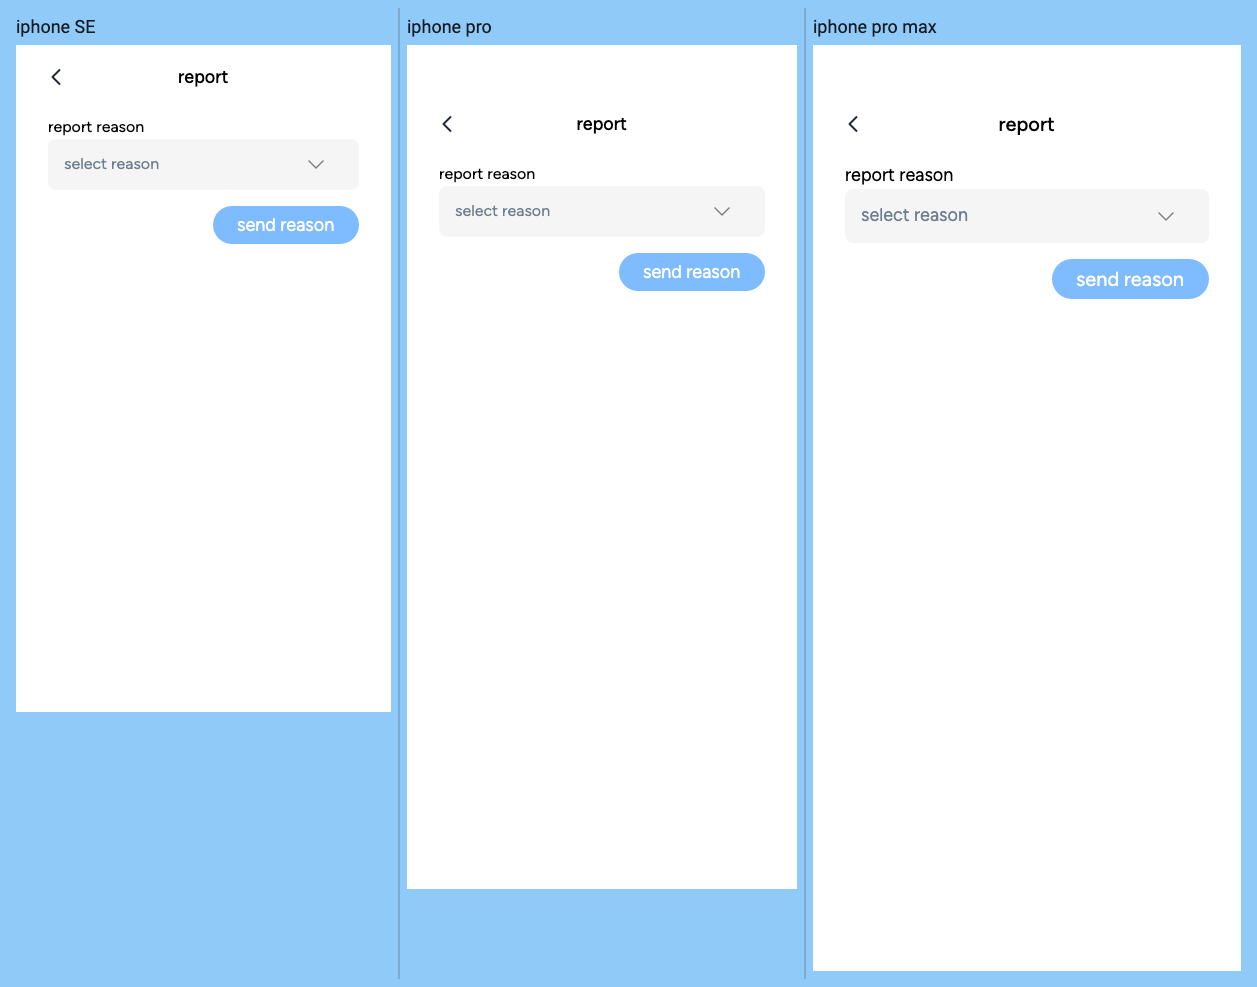 iphone SE
report
report reason
select reason
send reason
iphone pro
report
report reason
select reason
send reason
iphone pro max
report
report reason
select reason
send reason